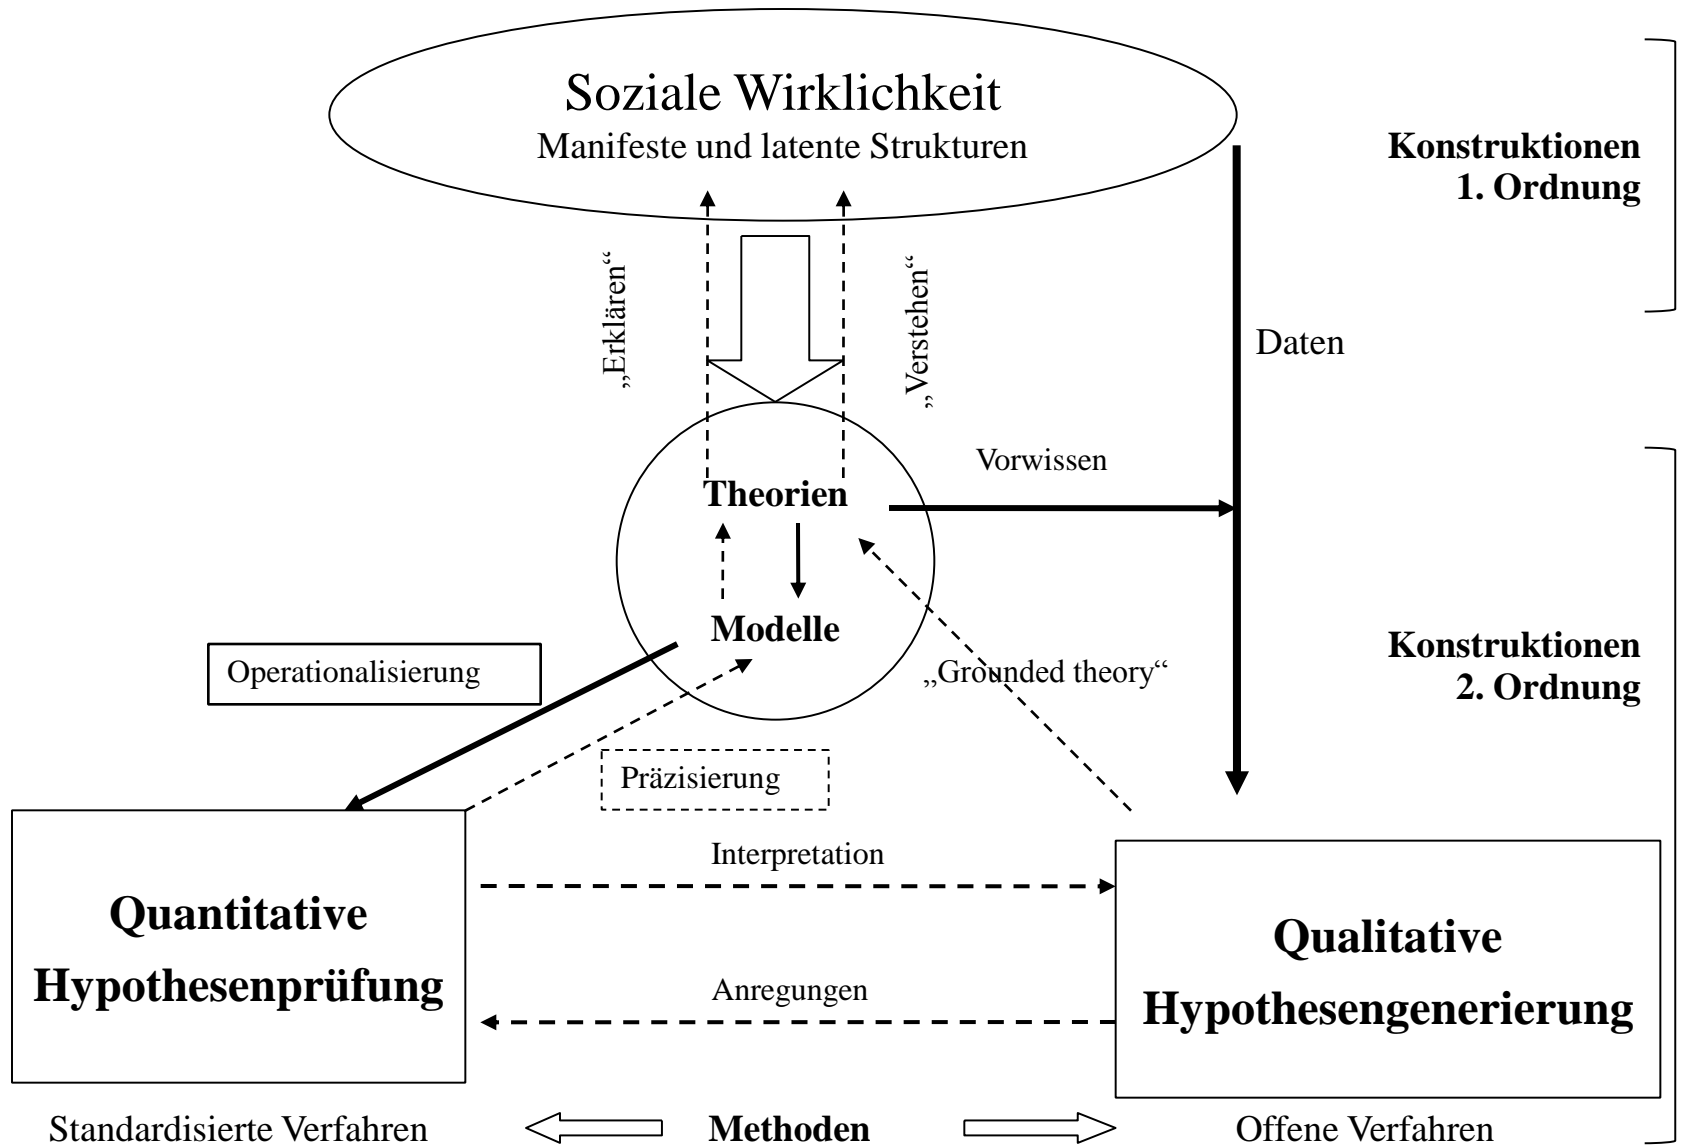 Soziale Wirklichkeit
Manifeste und latente Strukturen
Konstruktionen
1. Ordnung
„Erklären“
„Verstehen“
Daten
Vorwissen
Theorien
Modelle
Operationalisierung
„Grounded theory“
Konstruktionen
2. Ordnung
Präzisierung
Interpretation
Quantitative
Hypothesenprüfung
Qualitative
Hypothesengenerierung
Anregungen
Standardisierte Verfahren
Methoden
Offene Verfahren